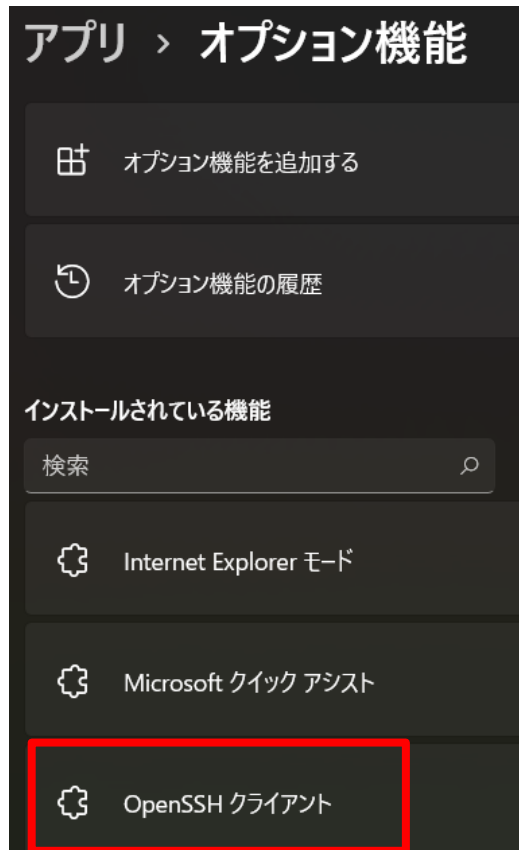 アプリ > オプション機能
オプション機能を追加する
オプション機能の履歴
インストールされている機能
検索
Internet Explorer モード
Microsoft クイック アシスト
OpenSSH クライアント